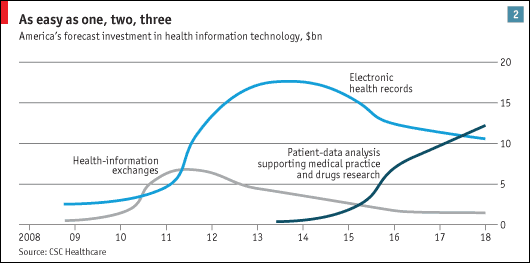 As easy as one, two, three
2
America's forecast investment in health information technology, $bn
20
Electronic
health records
15
10
Patient-data analysis
supporting medical practice
and drugs research
Health-information
exchanges
5
0
2008 09 10 11 12 13 14 15 16 17 18
Source: CSC Healthcare